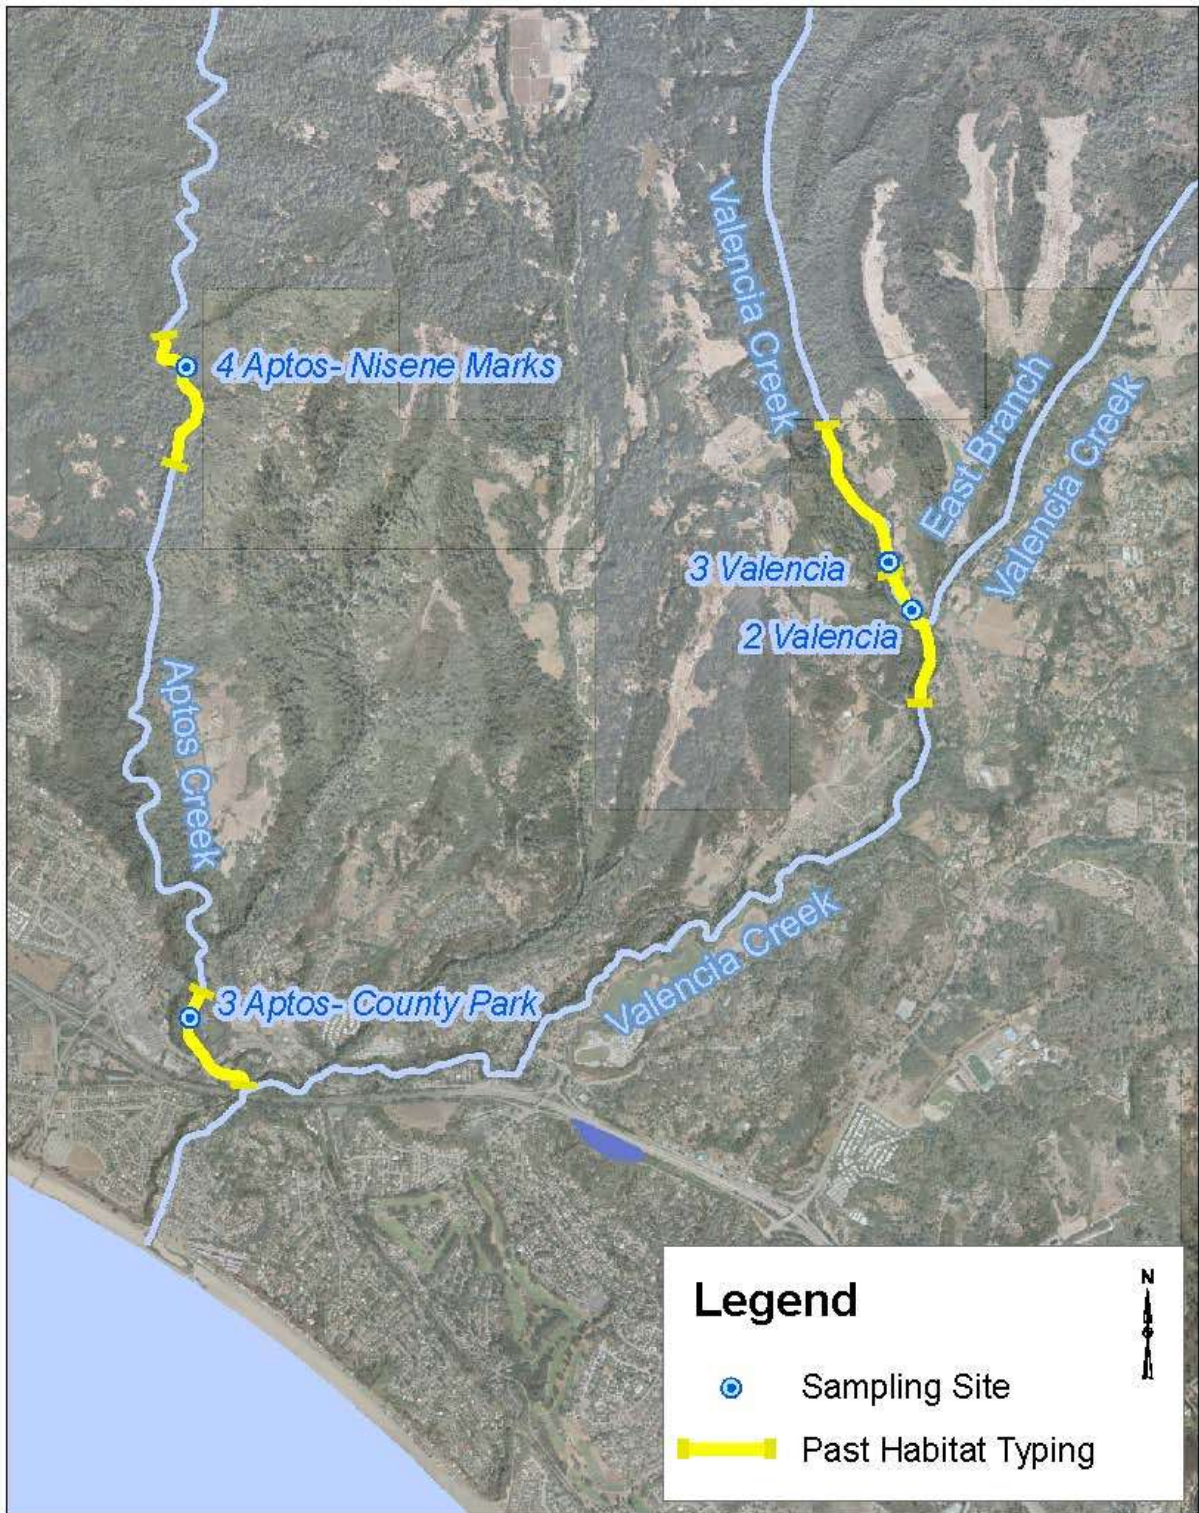 Valencia Creek
4 Aptos- Nisene Marks
East Branch
Valencia Creek
3 Valencia
2 Valencia
Aptos Creek
Valencia Creek
3 Aptos- County Park
Legend
N
Sampling Site
Past Habitat Typing